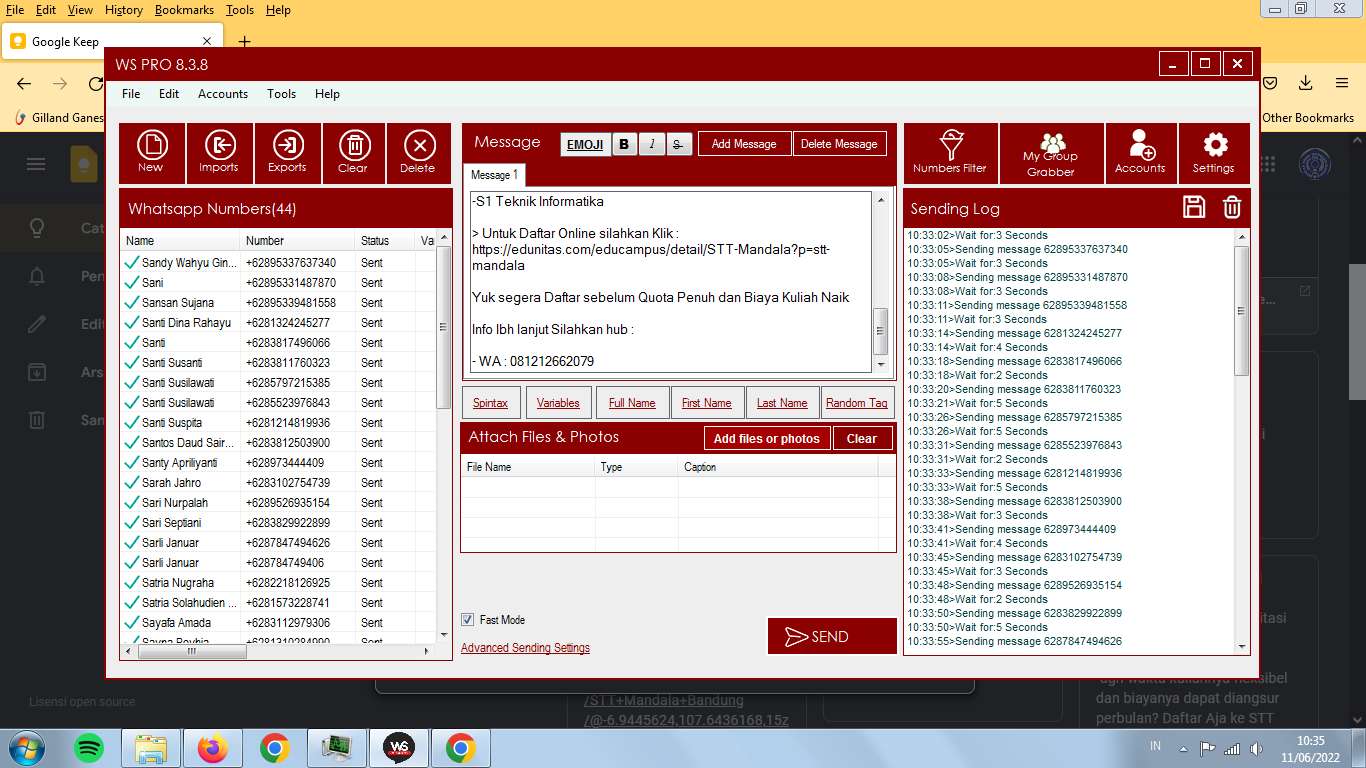 File Edit View History Bookmarks Tools Help
Google Keep
Gilland Ganes
Other Bookmarks
WS PRO 8.3.8
File Edit Accounts Tools Help
New Imports Exports Clear Delete
Message EMOJI B I S Add Message Delete Message
Numbers Filter My Group Grabber Accounts Settings
Message 1
Whatsapp Numbers(44)
Name Number Status Va
Sandy Wahyu Gin... +62895337637340 Sent
Sani +62895331487870 Sent
Sansan Sujana +62895339481558 Sent
Santi Dina Rahayu +6281324245277 Sent
Santi +6283817496066 Sent
Santi Susanti +6283811760323 Sent
Santi Susilawati +6285797215385 Sent
Santi Susilawati +6285523976843 Sent
Santi Suspita +6281214819936 Sent
Santos Daud Sair... +6283812503900 Sent
Santy Apriliyanti +628973444409 Sent
Sarah Jahro +6283102754739 Sent
Sari Nurpalah +6289526935154 Sent
Sari Septiani +6283829922899 Sent
Sarli Januar +6287847494626 Sent
Sarli Januar +628784749406 Sent
Satria Nugraha +6282218126925 Sent
Satria Solahudien ... +6281573228741 Sent
Sayafa Amada +6283112979306 Sent
-S1 Teknik Informatika
> Untuk Daftar Online silahkan Klik :
https://edunitas.com/educampus/detail/STT-Mandala?p=stt-
mandala
Yuk segera Daftar sebelum Quota Penuh dan Biaya Kuliah Naik
Info lbh lanjut Silahkan hub :
- WA : 081212662079
Spintax Variables Full Name First Name Last Name Random Tag
Attach Files & Photos Add files or photos Clear
File Name Type Caption
Fast Mode
Advanced Sending Settings
SEND
Sending Log
10:33:02>Wait for:3 Seconds
10:33:05>Sending message 62895337637340
10:33:05>Wait for:3 Seconds
10:33:08>Sending message 62895331487870
10:33:08>Wait for:3 Seconds
10:33:11>Sending message 62895339481558
10:33:11>Wait for:3 Seconds
10:33:14>Sending message 6281324245277
10:33:14>Wait for:4 Seconds
10:33:18>Sending message 6283817496066
10:33:18>Wait for:2 Seconds
10:33:20>Sending message 6283811760323
10:33:21>Wait for:5 Seconds
10:33:26>Sending message 6285797215385
10:33:26>Wait for:5 Seconds
10:33:31>Sending message 6285523976843
10:33:31>Wait for:2 Seconds
10:33:33>Sending message 6281214819936
10:33:33>Wait for:5 Seconds
10:33:38>Sending message 6283812503900
10:33:38>Wait for:3 Seconds
10:33:41>Sending message 628973444409
10:33:41>Wait for:4 Seconds
10:33:45>Sending message 6283102754739
10:33:45>Wait for:3 Seconds
10:33:48>Sending message 6289526935154
10:33:48>Wait for:2 Seconds
10:33:50>Sending message 6283829922899
10:33:50>Wait for:5 Seconds
10:33:55>Sending message 6287847494626
Cat
Pen
Edit
Ars
Sam
Lisensi open source
/STT+Mandala+Bandung
/@-6.9445624,107.6436168,15z
itasi
dgn waktu kuliahnya fleksibel
dan biayanya dapat diangsur
perbulan? Daftar Aja ke STT
WS
IN
10:35
11/06/2022